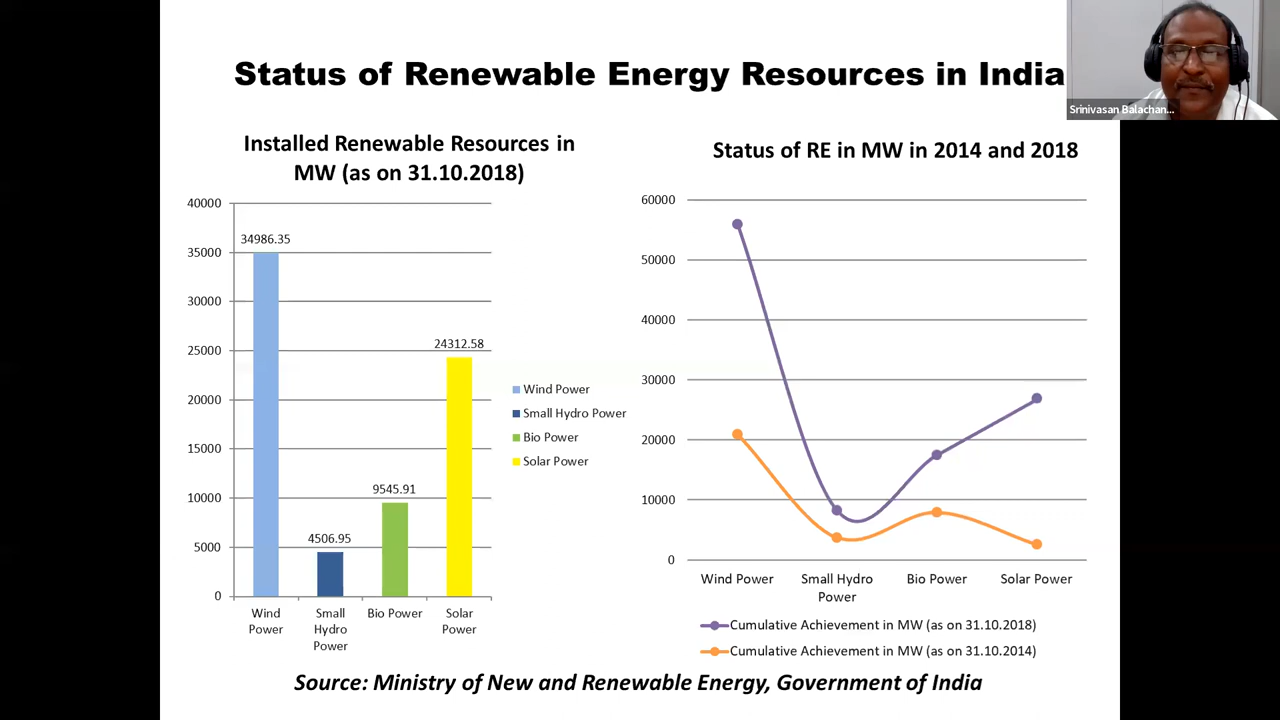 Status of Renewable Energy Resources in India
Srinivasan Balachan...
Installed Renewable Resources in
MW (as on 31.10.2018)
40000
35000
30000
25000
20000
15000
10000
5000
0
34986.35
4506.95
9545.91
24312.58
Wind
Power
Small
Hydro
Power
Bio Power
Solar
Power
Wind Power
Small Hydro Power
Bio Power
Solar Power
Status of RE in MW in 2014 and 2018
60000
50000
40000
30000
20000
10000
0
Wind Power
Small Hydro
Power
Bio Power
Solar Power
Cumulative Achievement in MW (as on 31.10.2018)
Cumulative Achievement in MW (as on 31.10.2014)
Source: Ministry of New and Renewable Energy, Government of India